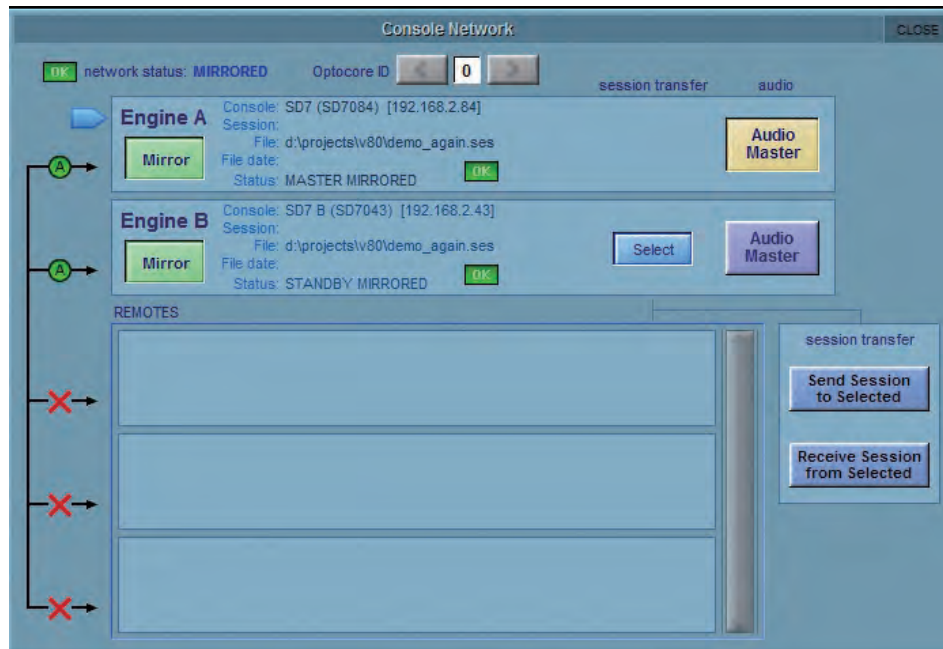 Console Network
CLOSE
OK network status: MIRRORED Optocore ID < 0 >
session transfer audio
Engine A
Mirror
Console: SD7 (SD7084) [192.168.2.84]
Session:
File: d:\projects\v80\demo_again.ses
File date:
Status: MASTER MIRRORED OK
Audio
Master
A
Engine B
Mirror
Console: SD7 B (SD7043) [192.168.2.43]
Session:
File: d:\projects\v80\demo_again.ses
File date:
Status: STANDBY MIRRORED OK
Select
Audio
Master
A
REMOTES
session transfer
Send Session
to Selected
Receive Session
from Selected